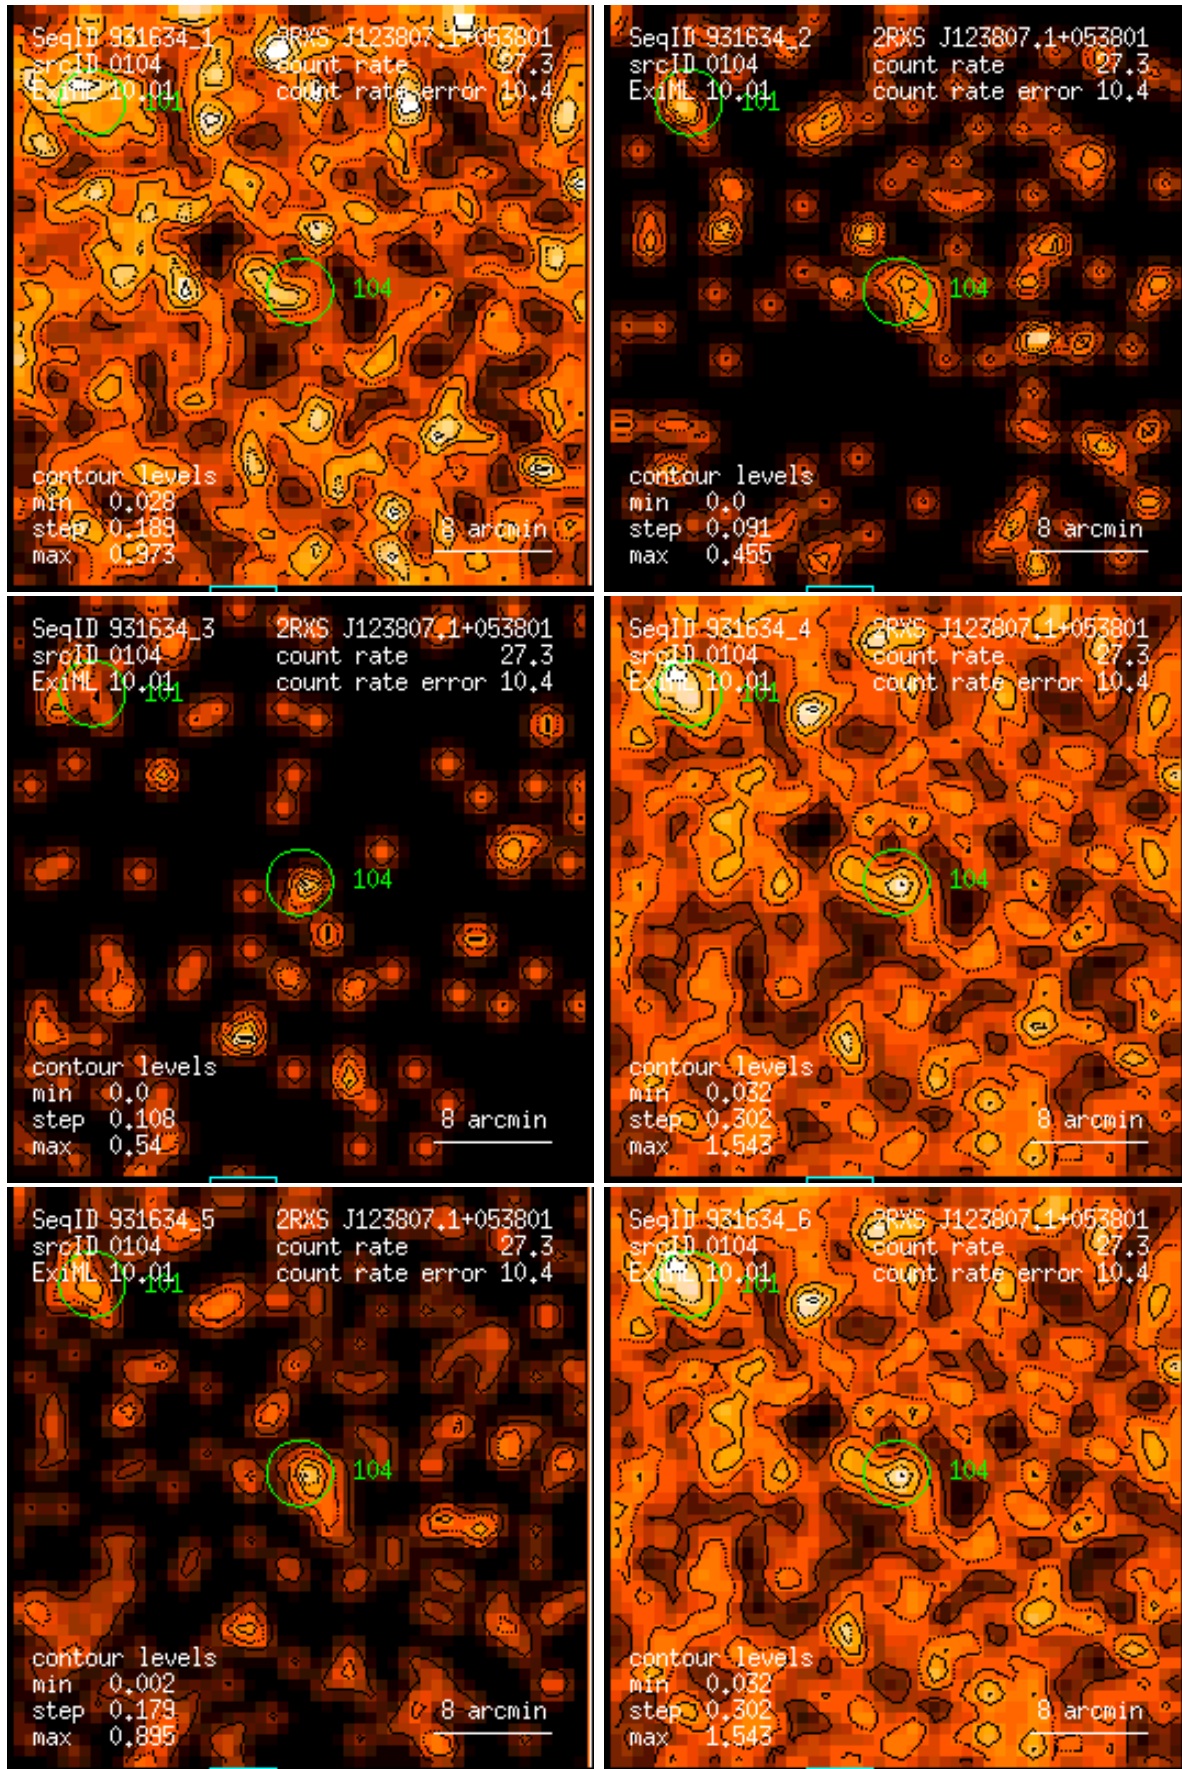 SeqID 931634_1 2RXS J123807.1+053801
srcID 0104 count rate 27.3
ExiML 10.01 count rate error 10.4
101
104
contour levels
min 0.028
step 0.189 8 arcmin
max 0.973
SeqID 931634_2 2RXS J123807.1+053801
srcID 0104 count rate 27.3
ExiML 10.01 count rate error 10.4
101
104
contour levels
min 0.0
step 0.091 8 arcmin
max 0.455
SeqID 931634_3 2RXS J123807.1+053801
srcID 0104 count rate 27.3
ExiML 10.01 count rate error 10.4
101
104
contour levels
min 0.0
step 0.108 8 arcmin
max 0.54
SeqID 931634_4 2RXS J123807.1+053801
srcID 0104 count rate 27.3
ExiML 10.01 count rate error 10.4
101
104
contour levels
min 0.032
step 0.302 8 arcmin
max 1.543
SeqID 931634_5 2RXS J123807.1+053801
srcID 0104 count rate 27.3
ExiML 10.01 count rate error 10.4
101
104
contour levels
min 0.002
step 0.179 8 arcmin
max 0.895
SeqID 931634_6 2RXS J123807.1+053801
srcID 0104 count rate 27.3
ExiML 10.01 count rate error 10.4
101
104
contour levels
min 0.032
step 0.302 8 arcmin
max 1.543